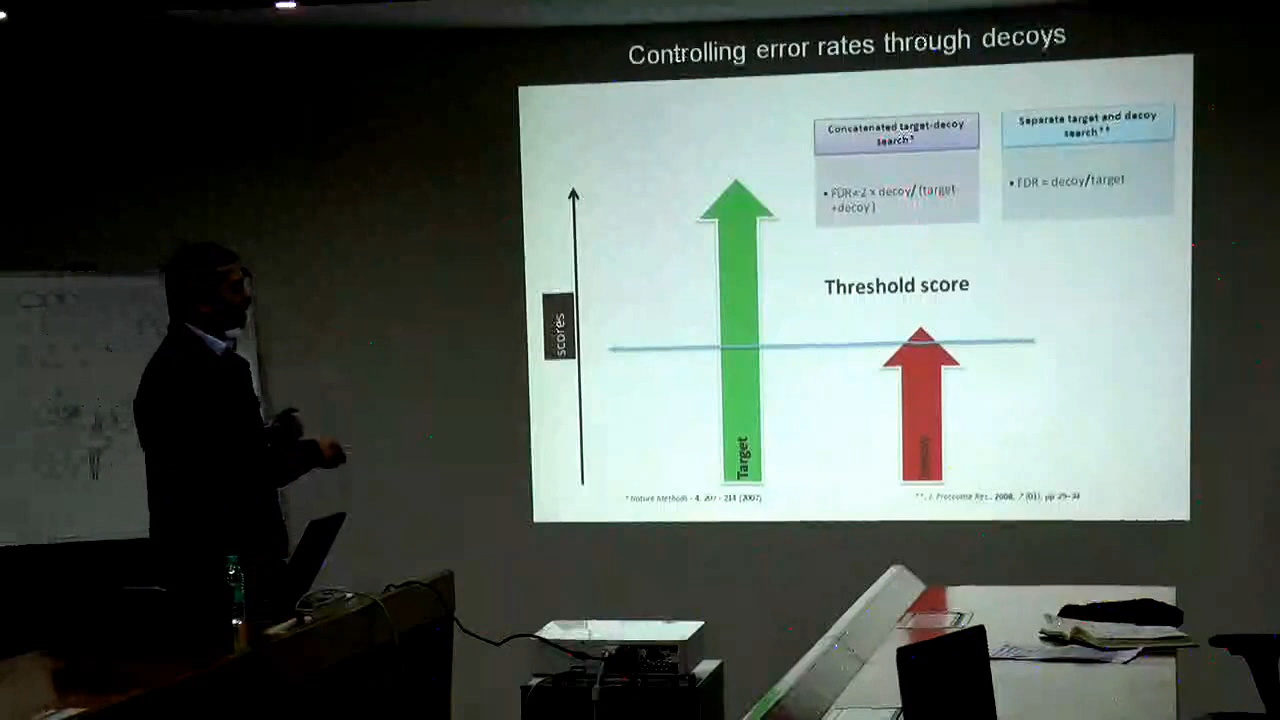 Controlling error rates through decoys
Concatenated target-decoy
search*
• FDR=2 x decoy/ (target
+decoy)
Separate target and decoy
search**
• FDR = decoy/target
Threshold score
scores
Target
Decoy
* Nature Methods - 4, 207 - 214 (2007)
**, J. Proteome Res., 2008, 7 (01), pp 29–34